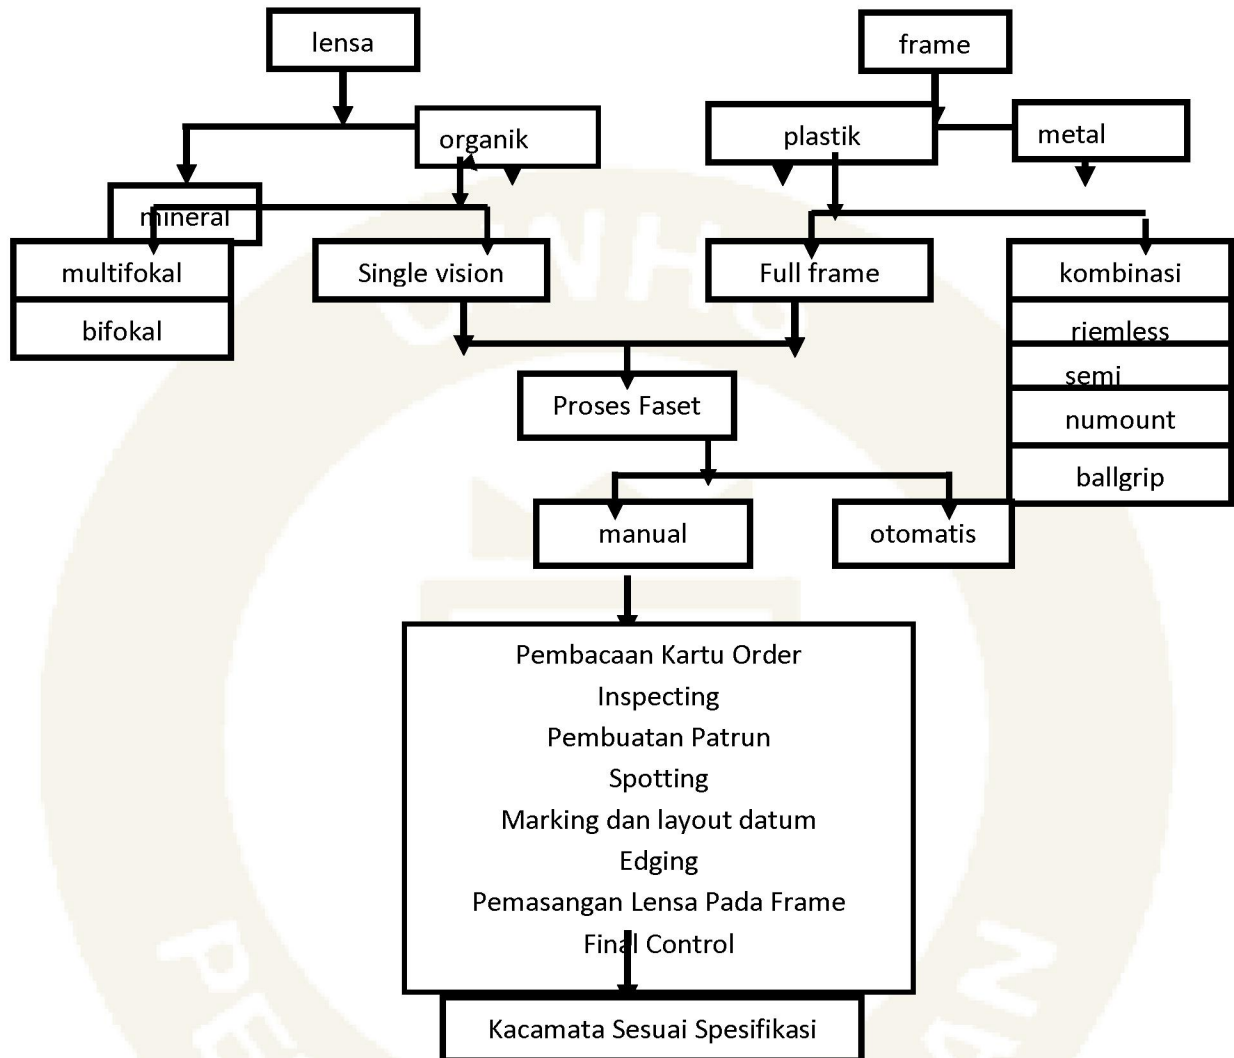 lensa
frame
organik
plastik
metal
mineral
multifokal
Single vision
Full frame
kombinasi
bifokal
riemless
semi
numount
ballgrip
Proses Faset
manual
otomatis
Pembacaan Kartu Order
Inspecting
Pembuatan Patrun
Spotting
Marking dan layout datum
Edging
Pemasangan Lensa Pada Frame
Final Control
Kacamata Sesuai Spesifikasi